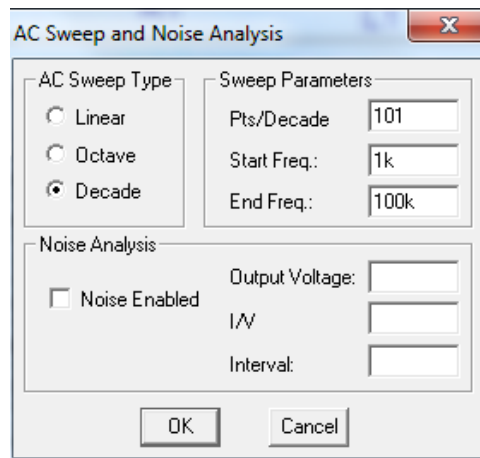 AC Sweep and Noise Analysis
AC Sweep Type
Linear
Octave
Decade
Sweep Parameters
Pts/Decade 101
Start Freq.: 1k
End Freq.: 100k
Noise Analysis
Noise Enabled
Output Voltage:
I/V
Interval:
OK
Cancel